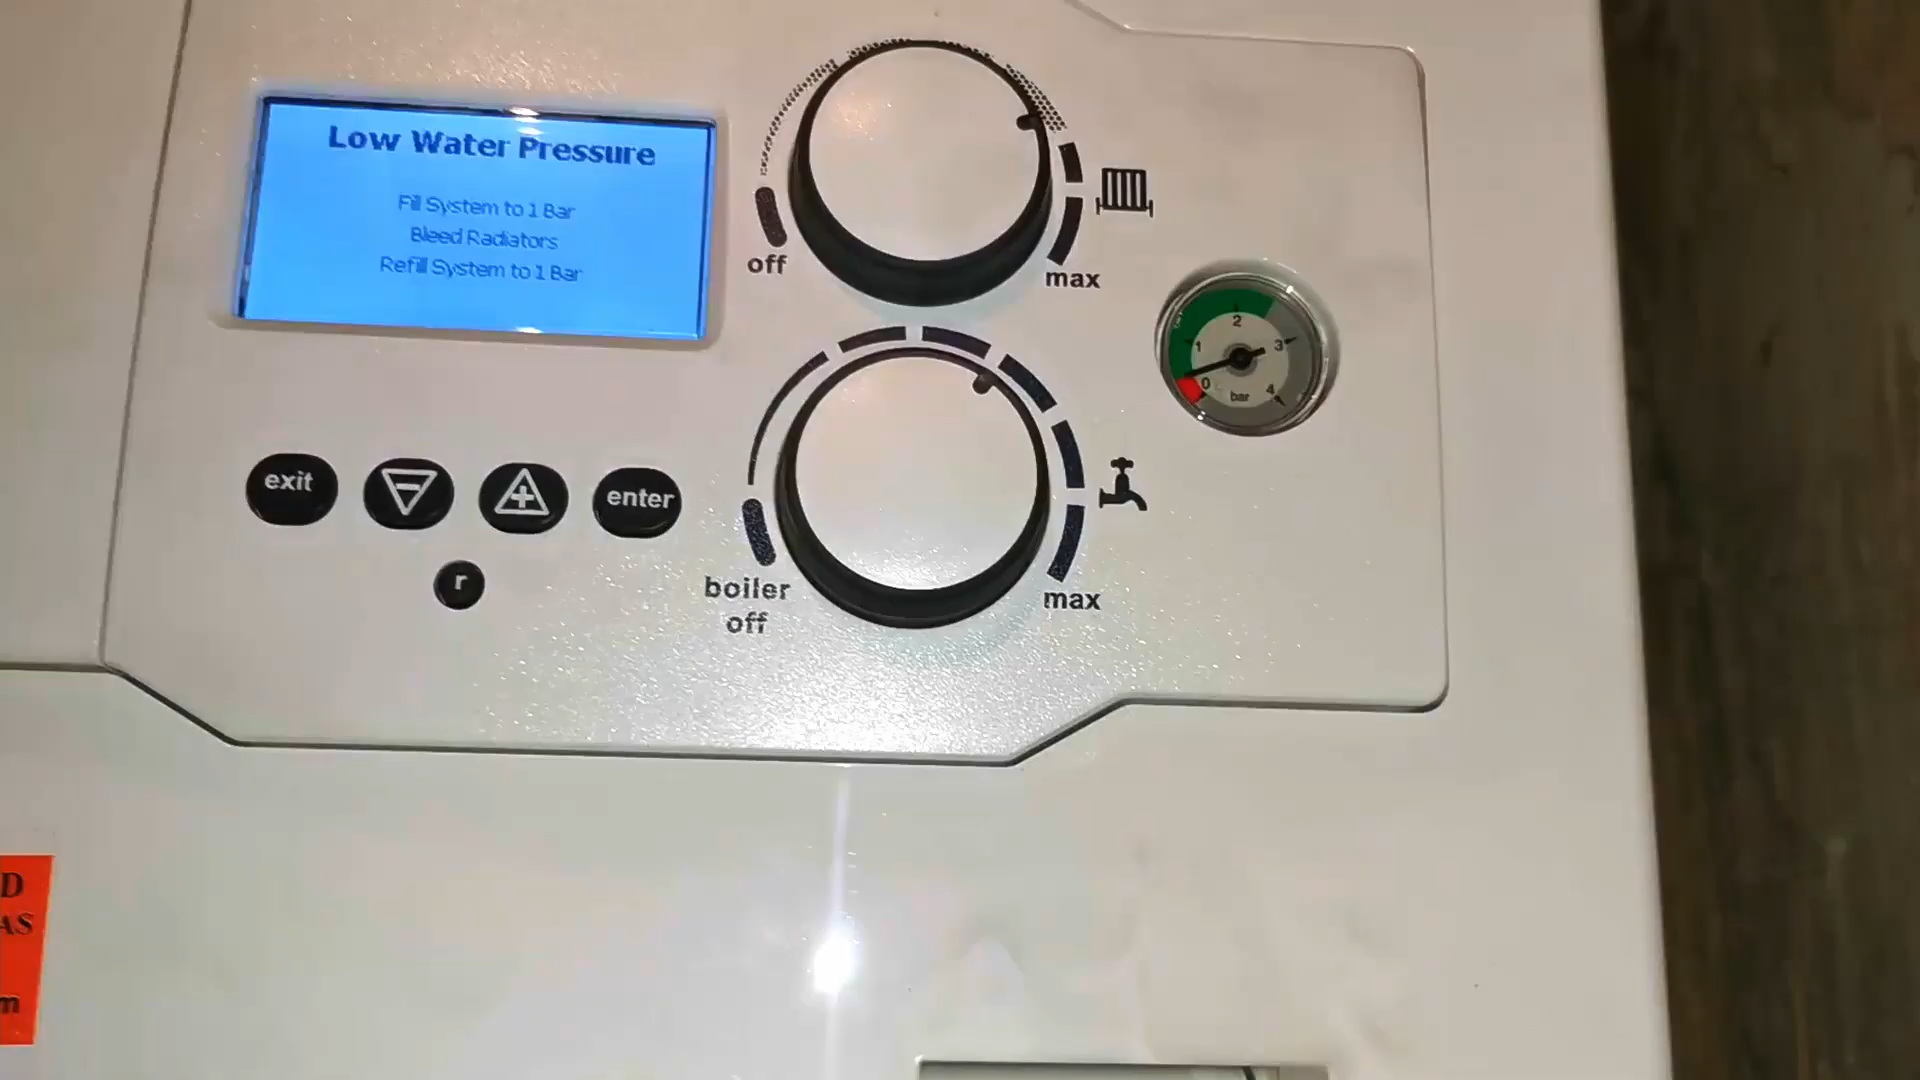 Low Water Pressure
Fill System to 1 Bar
Bleed Radiators
Refill System to 1 Bar
off
max
2
1
3
0
4
bar
exit
enter
r
boiler
off
max
D
AS
m